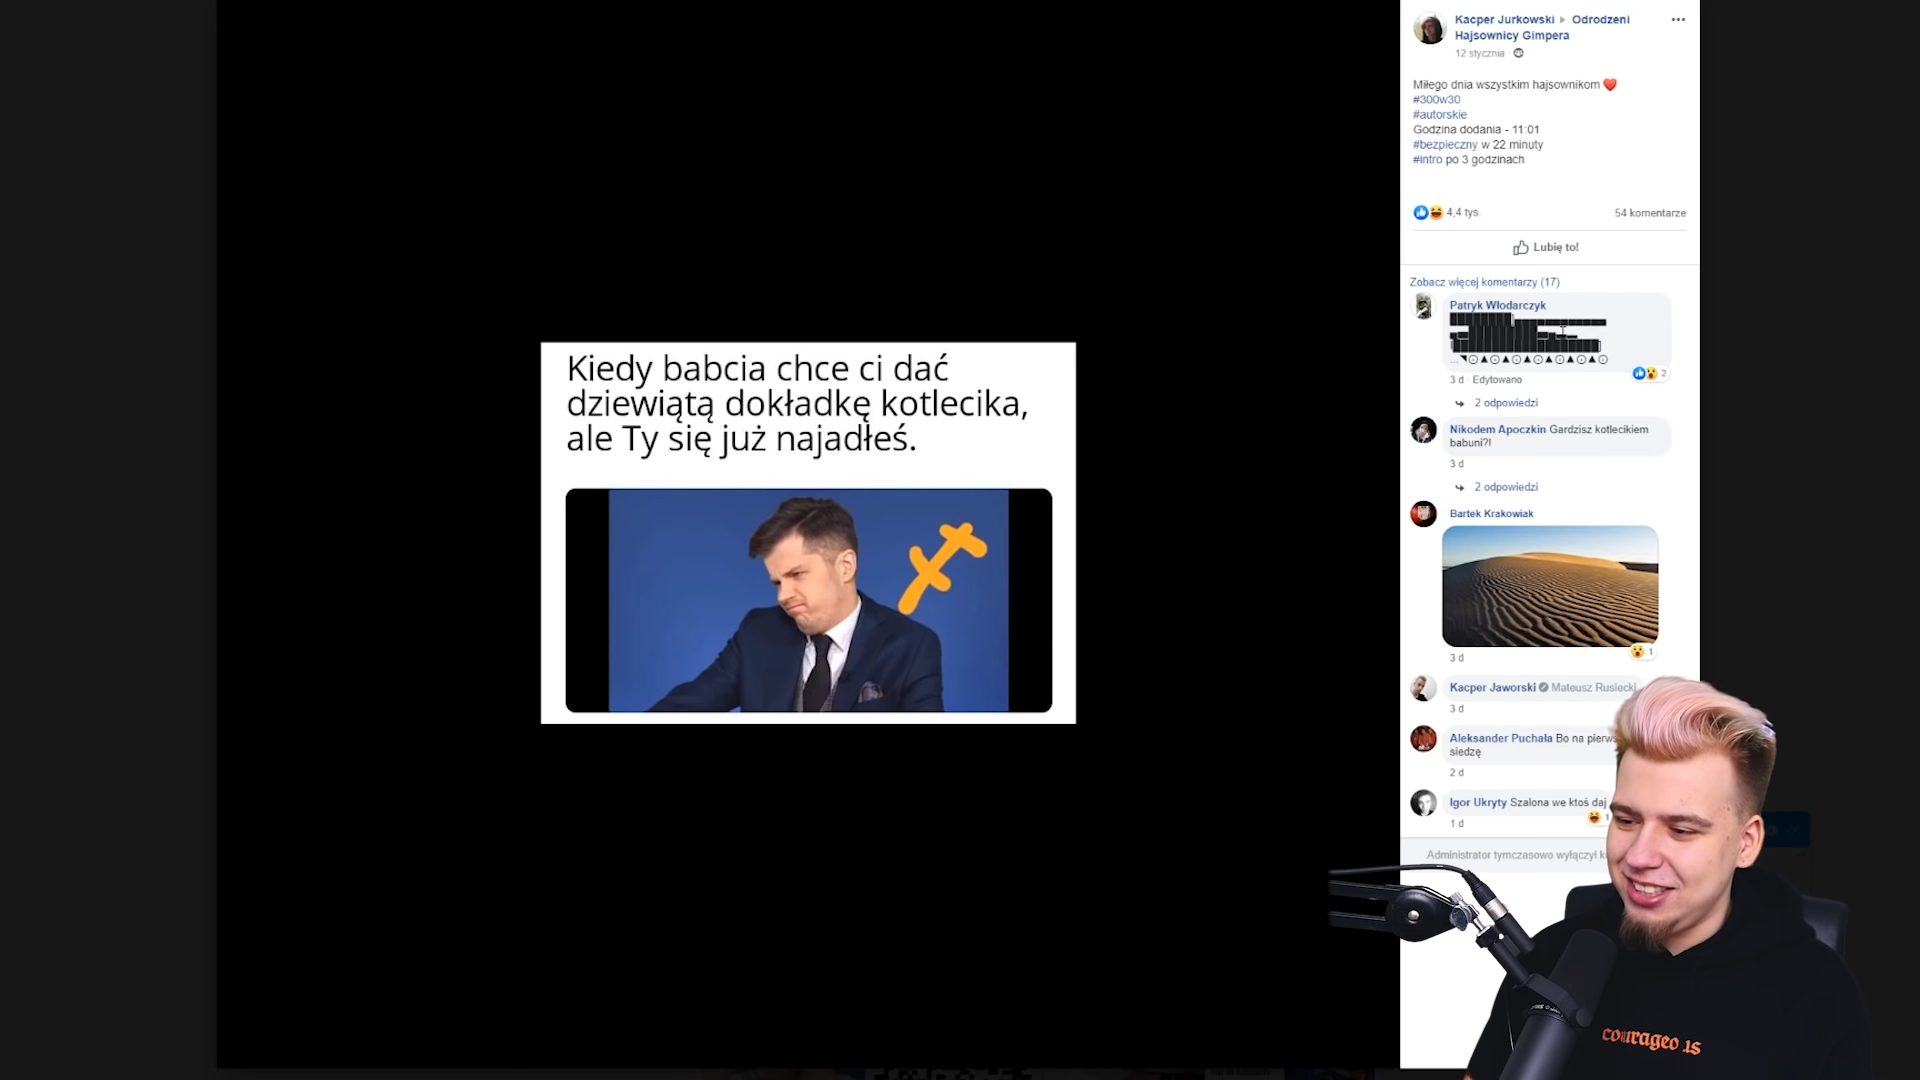 Kacper Jurkowski ▸ Odrodzeni
Hajsownicy Gimpera
12 stycznia ·
Miłego dnia wszystkim hajsownikom ❤
#300w30
#autorskie
Godzina dodania - 11:01
#bezpieczny w 22 minuty
#intro po 3 godzinach
4,4 tys.
54 komentarze
Lubię to!
Zobacz więcej komentarzy (17)
Patryk Włodarczyk
2
3 d · Edytowano
2 odpowiedzi
Nikodem Apoczkin Gardzisz kotlecikiem
babuni?!
3 d
2 odpowiedzi
Bartek Krakowiak
1
3 d
Kacper Jaworski Mateusz Rusiecki
3 d
Aleksander Puchała Bo na pierw
siedzę
2 d
Igor Ukryty Szalona we ktoś daj
1
1 d
Administrator tymczasowo wyłączył
Kiedy babcia chce ci dać
dziewiątą dokładkę kotlecika,
ale Ty się już najadłeś.